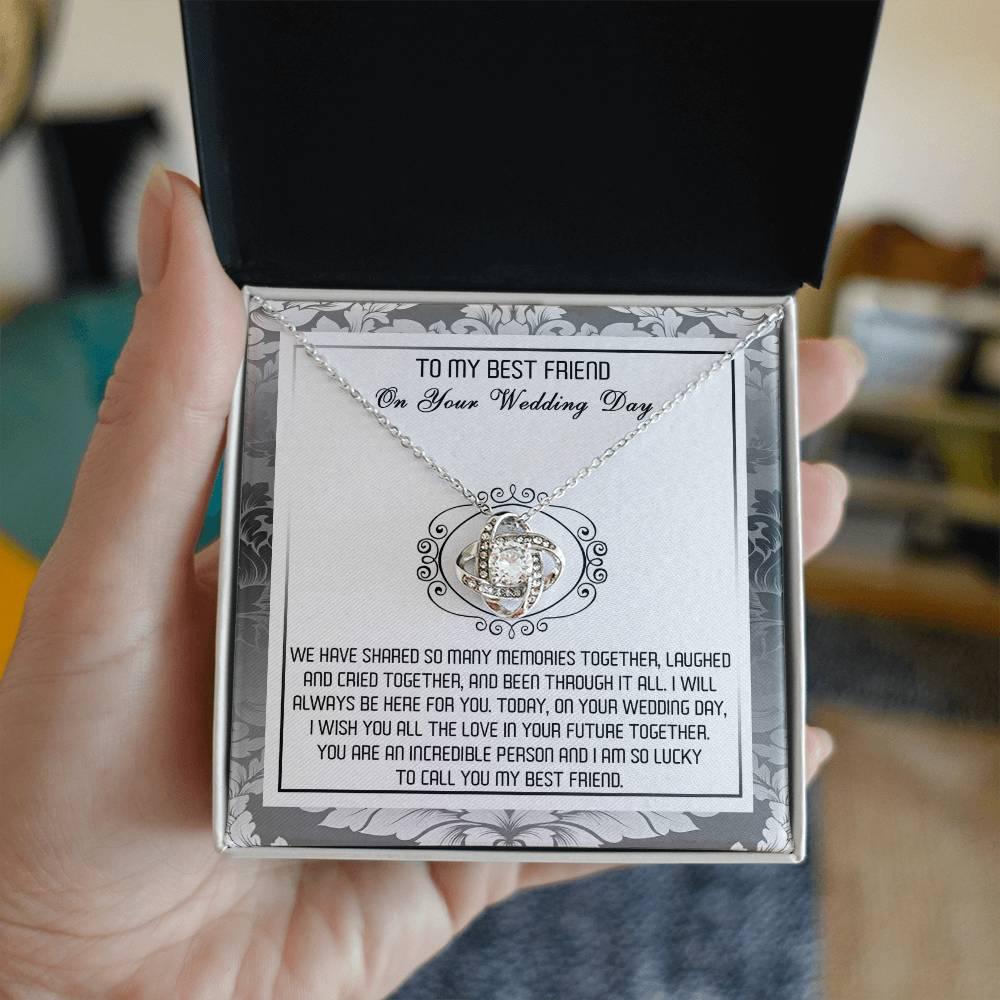 TO MY BEST FRIEND
On Your Wedding Day
WE HAVE SHARED SO MANY MEMORIES TOGETHER, LAUGHED
AND CRIED TOGETHER, AND BEEN THROUGH IT ALL. I WILL
ALWAYS BE HERE FOR YOU. TODAY, ON YOUR WEDDING DAY,
I WISH YOU ALL THE LOVE IN YOUR FUTURE TOGETHER.
YOU ARE AN INCREDIBLE PERSON AND I AM SO LUCKY
TO CALL YOU MY BEST FRIEND.